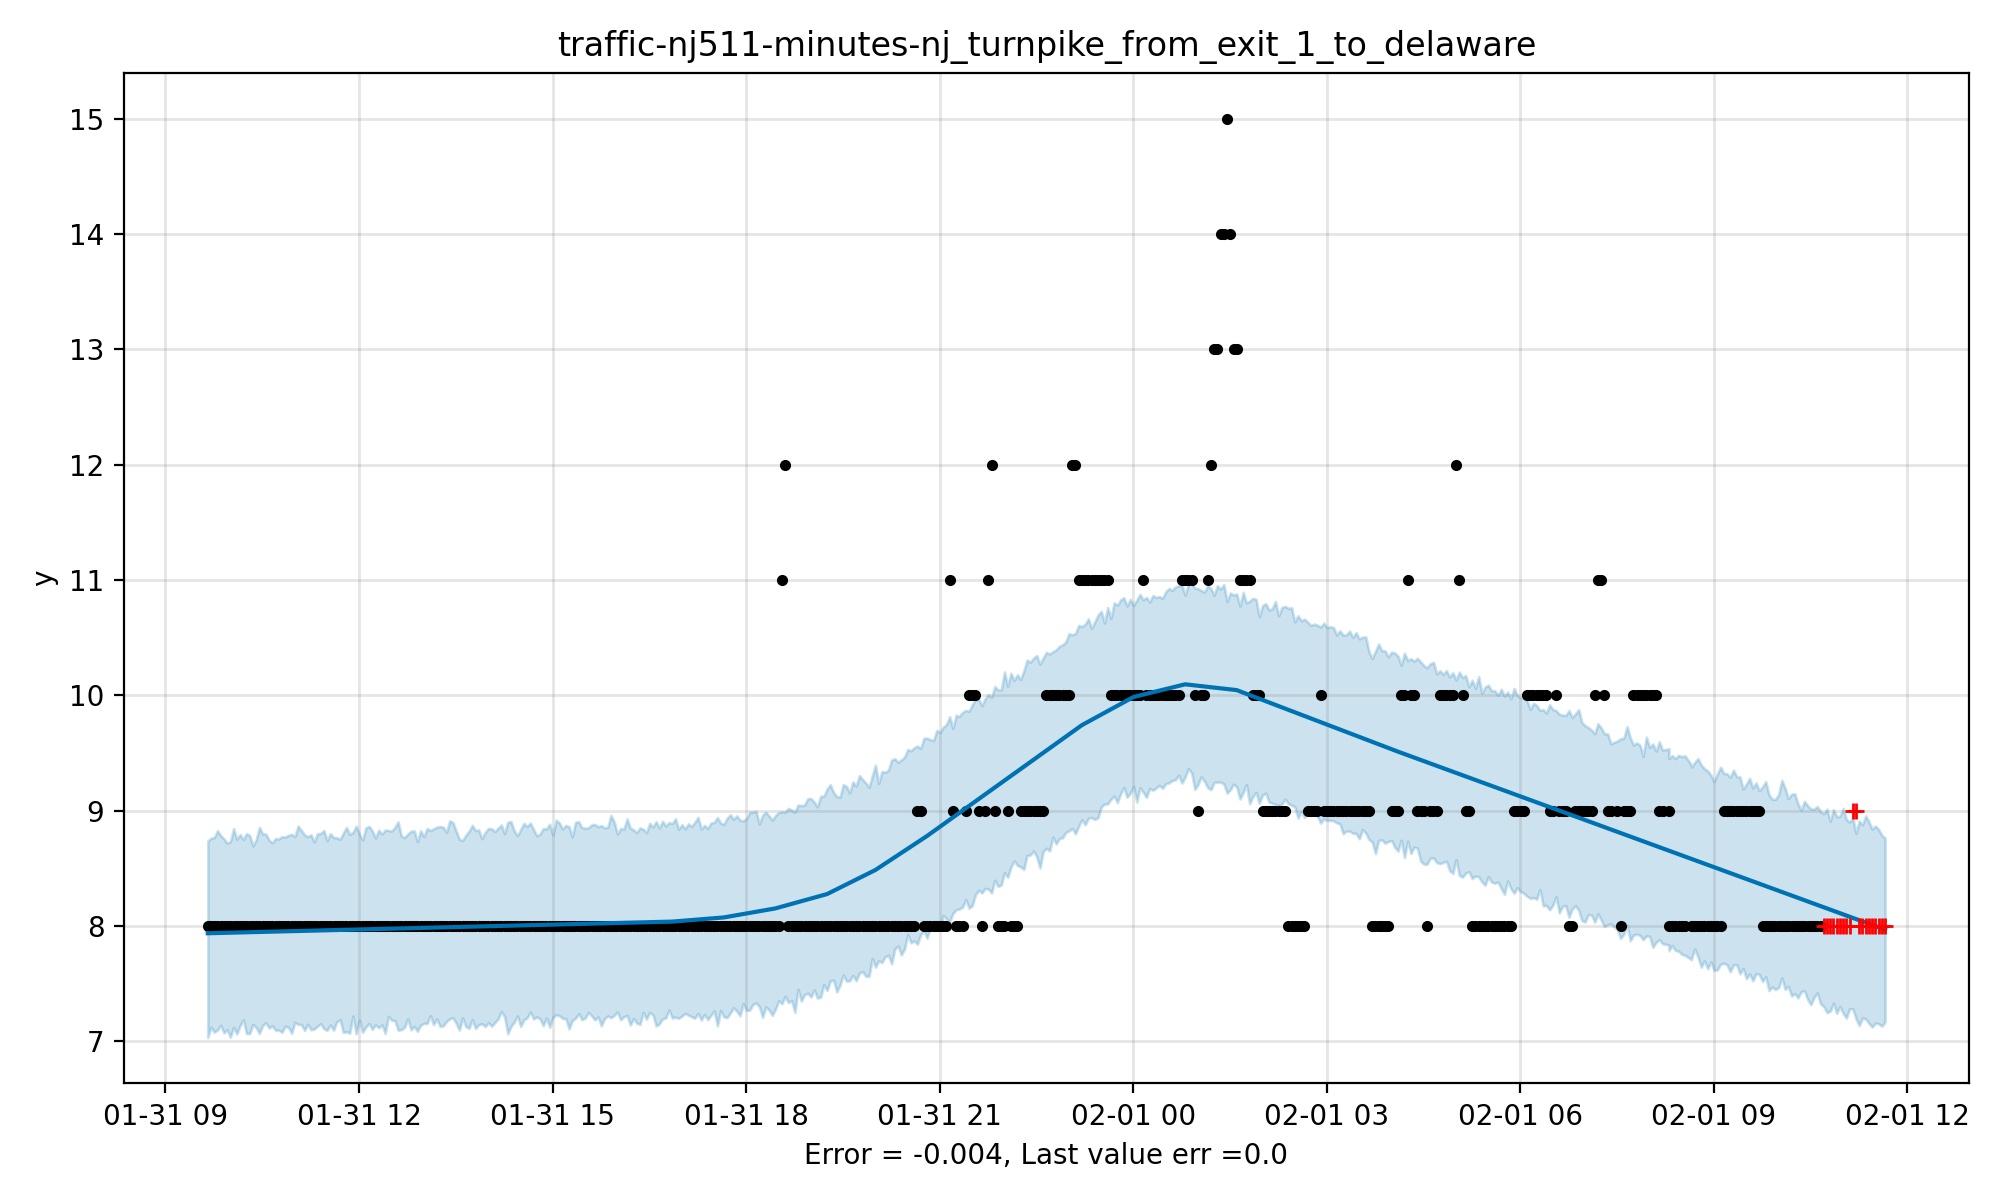 traffic-nj511-minutes-nj_turnpike_from_exit_1_to_delaware
15
14
13
12
11
10
9
8
7
y
01-31 09 01-31 12 01-31 15 01-31 18 01-31 21 02-01 00 02-01 03 02-01 06 02-01 09 02-01 12
Error = -0.004, Last value err =0.0